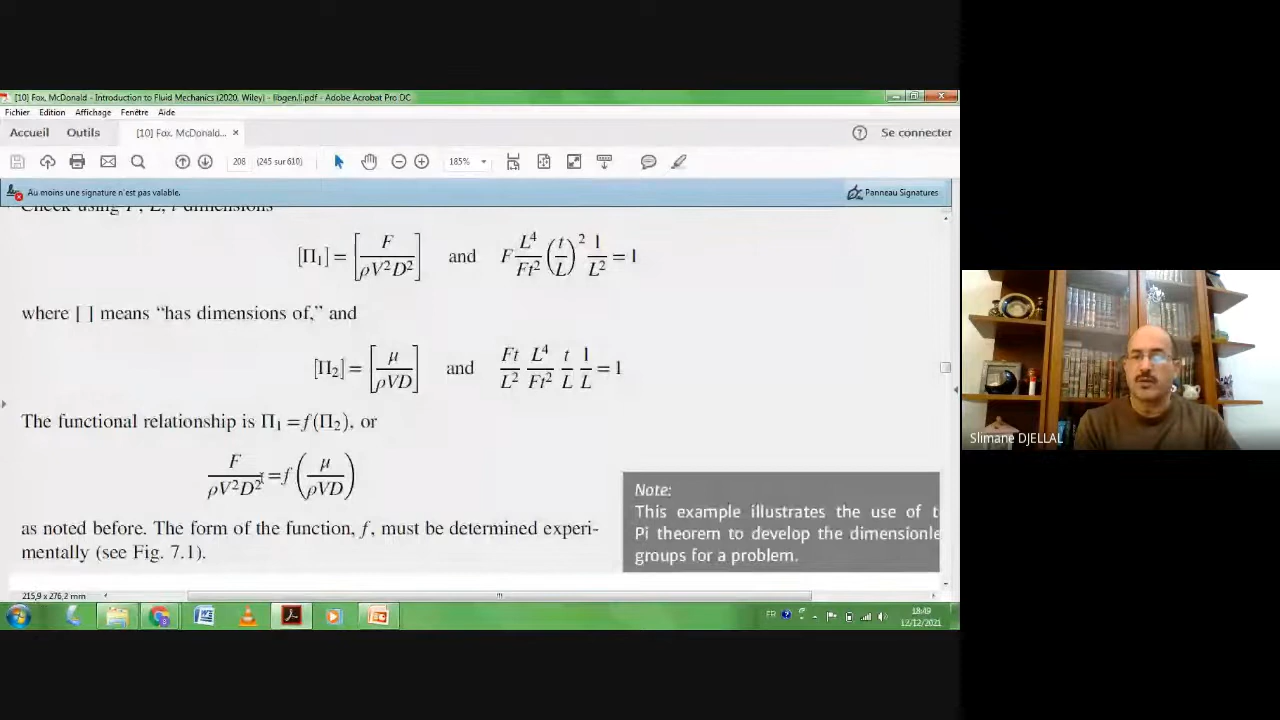 [10] Fox, McDonald - Introduction to Fluid Mechanics (2020, Wiley) - libgen.li.pdf - Adobe Acrobat Pro DC
Fichier Edition Affichage Fenêtre Aide
Accueil Outils [10] Fox, McDonald... × Se connecter
208 (245 sur 610) 185%
Au moins une signature n'est pas valable. Panneau Signatures
Check using F, L, t dimensions
[Π₁] = [F/ρV²D²] and F L⁴/Ft² (t/L)² 1/L² = 1
where [ ] means “has dimensions of,” and
[Π₂] = [μ/ρVD] and Ft/L² L⁴/Ft² t/L 1/L = 1
The functional relationship is Π₁ = f(Π₂), or
F/ρV²D² = f(μ/ρVD)
as noted before. The form of the function, f, must be determined experi-
mentally (see Fig. 7.1).
Note:
This example illustrates the use of t
Pi theorem to develop the dimensionle
groups for a problem.
215,9 x 276,2 mm
FR 18:49
12/12/2021
Slimane DJELLAL